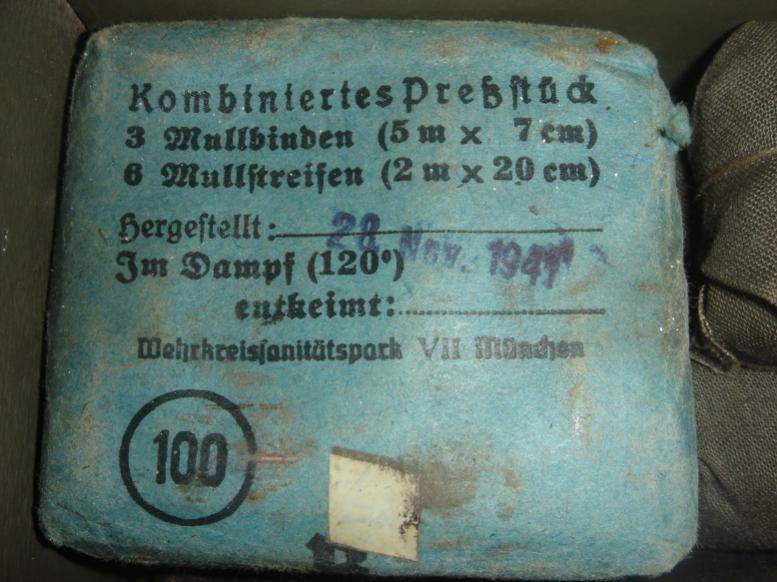 Kombiniertes Preßstück
3 Mullbinden (5 m x 7 cm)
6 Mullstreifen (2 m x 20 cm)
Hergestellt: Nov. 1941
Im Dampf (120°)
entkeimt:
Wehrkreissanitätspark VII München
100